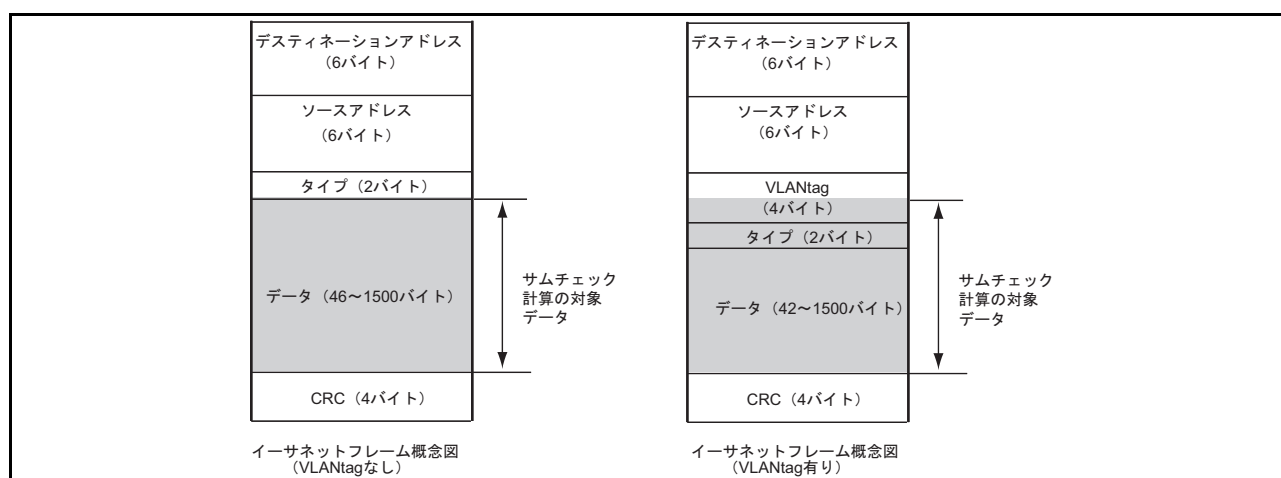 デスティネーションアドレス
(6バイト)
ソースアドレス
(6バイト)
タイプ（2バイト）
データ（46～1500バイト）
サムチェック
計算の対象
データ
CRC（4バイト）
イーサネットフレーム概念図
（VLANtagなし）
デスティネーションアドレス
(6バイト)
ソースアドレス
(6バイト)
VLANtag
(4バイト)
タイプ（2バイト）
データ（42～1500バイト）
サムチェック
計算の対象
データ
CRC（4バイト）
イーサネットフレーム概念図
（VLANtag有り）